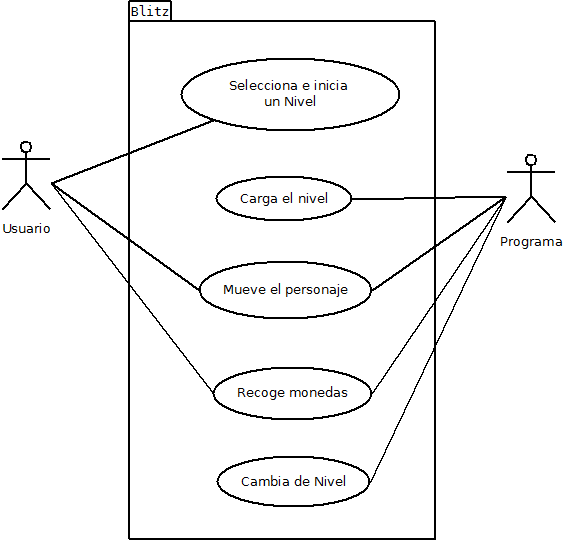 Blitz
Selecciona e inicia
un Nivel
Carga el nivel
Usuario
Programa
Mueve el personaje
Recoge monedas
Cambia de Nivel